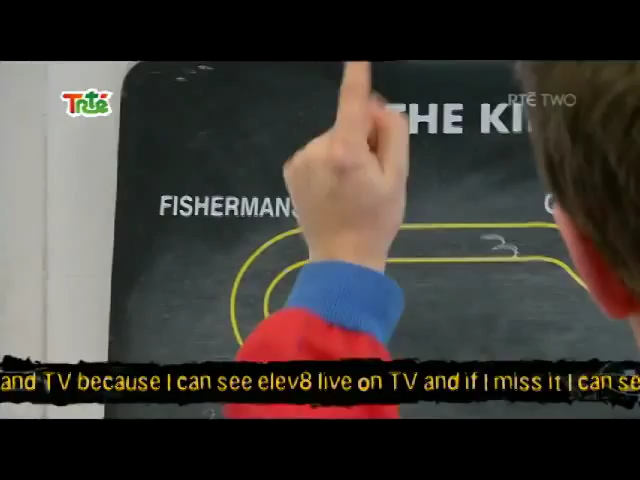 TRTÉ
RTÉ TWO
THE KI
FISHERMANS
and TV because I can see elev8 live on TV and if I miss it I can se